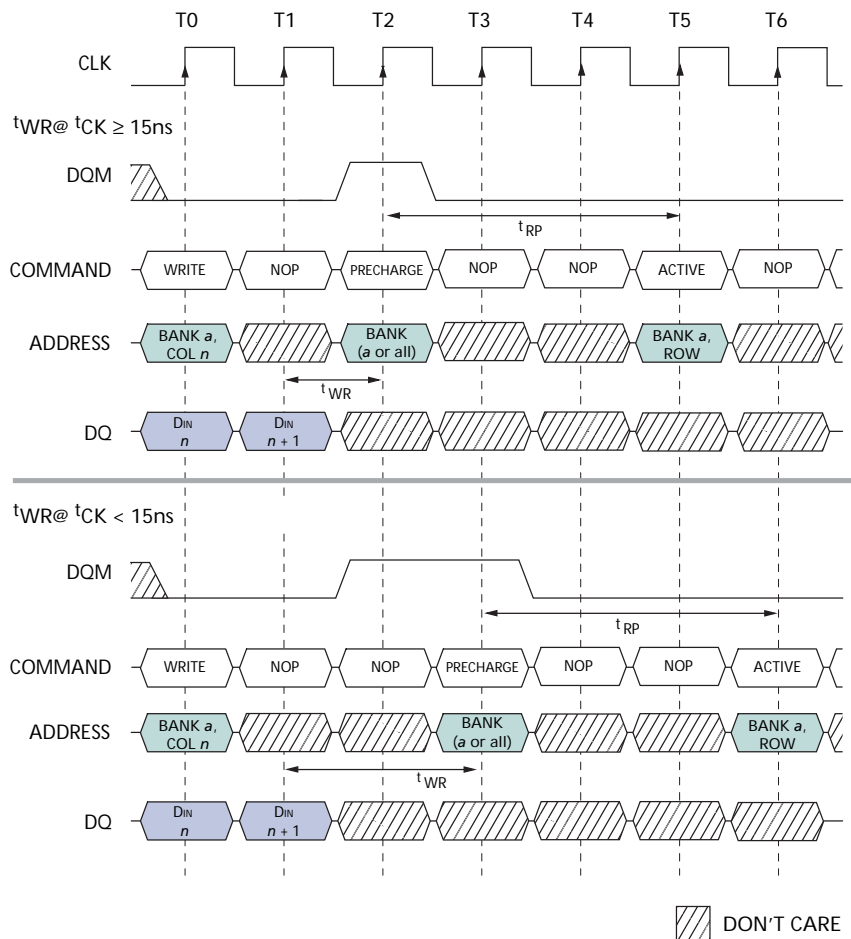 T0 T1 T2 T3 T4 T5 T6
CLK
tWR@ tCK ≥ 15ns
DQM
tRP
COMMAND WRITE NOP PRECHARGE NOP NOP ACTIVE NOP
ADDRESS BANK a, COL n BANK (a or all) BANK a, ROW
tWR
DQ DIN n DIN n + 1
tWR@ tCK < 15ns
DQM
tRP
COMMAND WRITE NOP NOP PRECHARGE NOP NOP ACTIVE
ADDRESS BANK a, COL n BANK (a or all) BANK a, ROW
tWR
DQ DIN n DIN n + 1
DON'T CARE